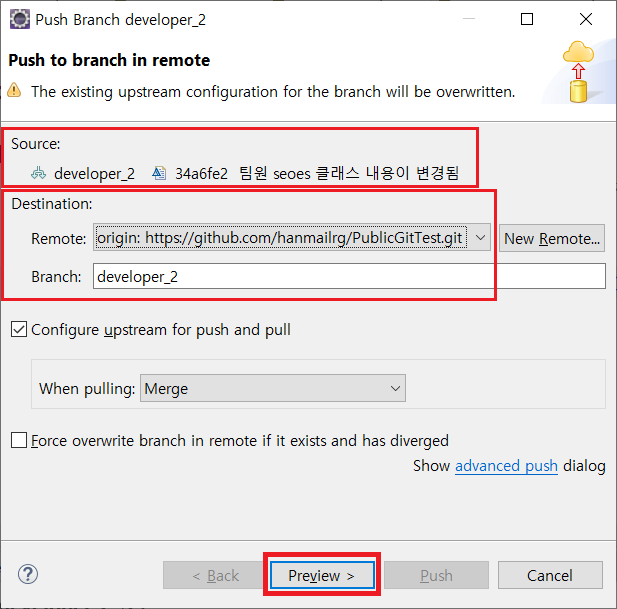 Push Branch developer_2
Push to branch in remote
The existing upstream configuration for the branch will be overwritten.
Source:
developer_2 34a6fe2 팀원 seoes 클래스 내용이 변경됨
Destination:
Remote: origin: https://github.com/hanmailrg/PublicGitTest.git New Remote...
Branch: developer_2
Configure upstream for push and pull
When pulling: Merge
Force overwrite branch in remote if it exists and has diverged
Show advanced push dialog
< Back Preview > Push Cancel